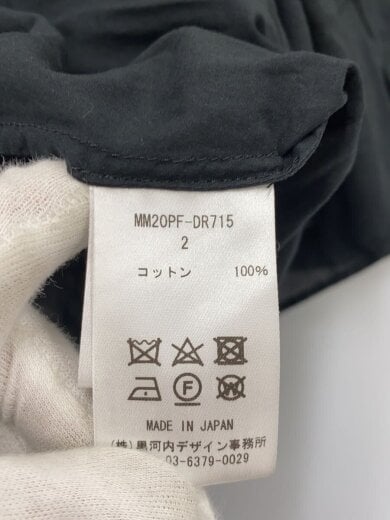 MM20PF-DR715
2
コットン 100%
F
W
MADE IN JAPAN
(株)黒河内デザイン事務所
03-6379-0029